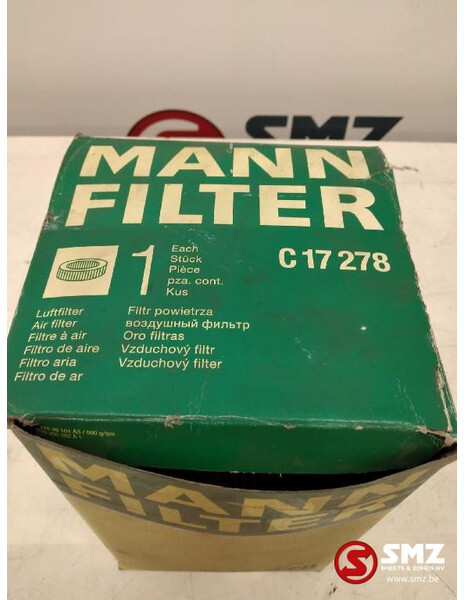 SMZ
MANN
FILTER
1
Each
Stück
Pièce
pza. cont.
Kus
C 17 278
Luftfilter
Air filter
Filtre à air
Filtro de aire
Filtro aria
Filtro de ar
Filtr powietrza
воздушный фильтр
Oro filtras
Vzduchový filtr
Vzduchový filter
MANN
FILTER
SMZ
SMEETS & ZONEN NV
www.smz.be